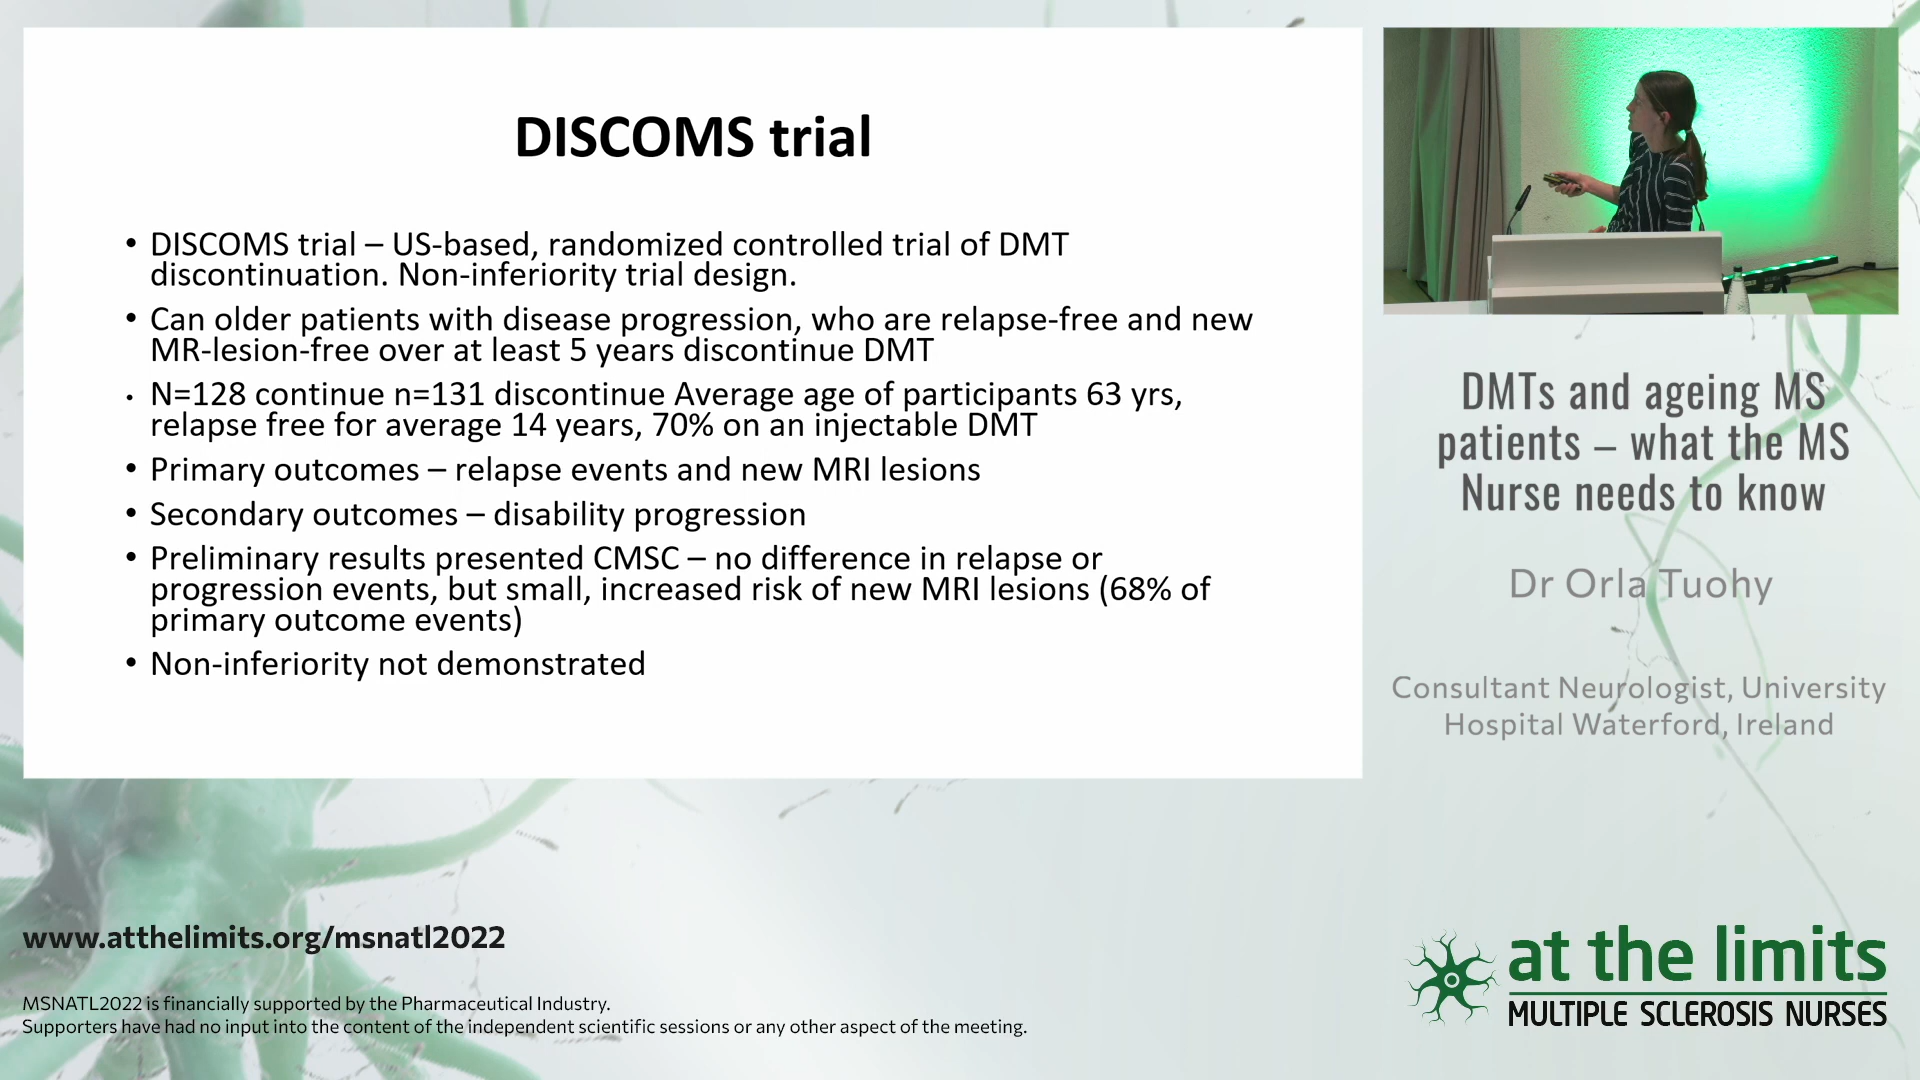 DISCOMS trial
• DISCOMS trial – US-based, randomized controlled trial of DMT
discontinuation. Non-inferiority trial design.
• Can older patients with disease progression, who are relapse-free and new
MR-lesion-free over at least 5 years discontinue DMT
• N=128 continue n=131 discontinue Average age of participants 63 yrs,
relapse free for average 14 years, 70% on an injectable DMT
• Primary outcomes – relapse events and new MRI lesions
• Secondary outcomes – disability progression
• Preliminary results presented CMSC – no difference in relapse or
progression events, but small, increased risk of new MRI lesions (68% of
primary outcome events)
• Non-inferiority not demonstrated
DMTs and ageing MS
patients – what the MS
Nurse needs to know
Dr Orla Tuohy
Consultant Neurologist, University
Hospital Waterford, Ireland
www.atthelimits.org/msnatl2022
MSNATL2022 is financially supported by the Pharmaceutical Industry.
Supporters have had no input into the content of the independent scientific sessions or any other aspect of the meeting.
at the limits
MULTIPLE SCLEROSIS NURSES